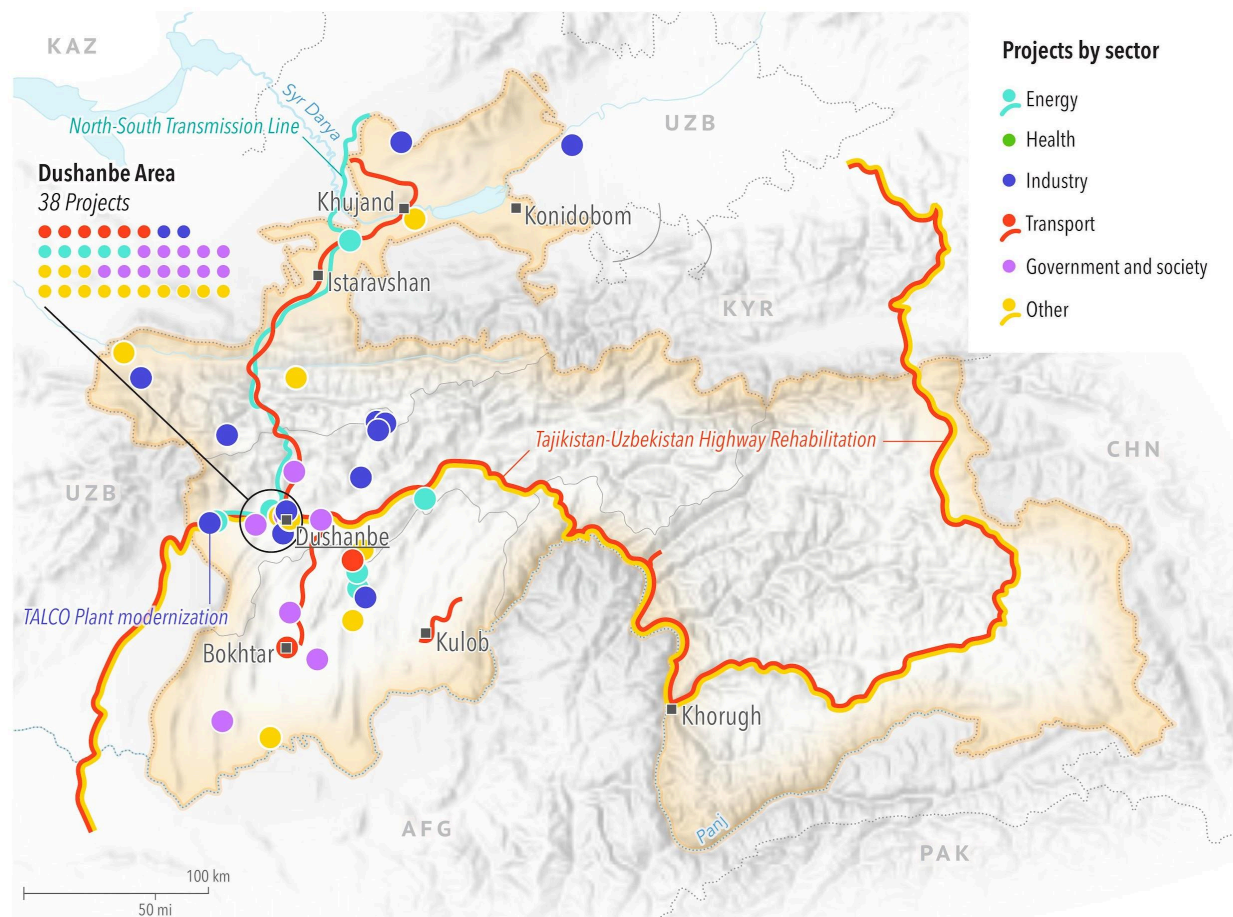 KAZ
Projects by sector
Energy
Health
Industry
Transport
Government and society
Other
Syr Darya
North-South Transmission Line
UZB
Dushanbe Area
38 Projects
Khujand
Konidobom
Istaravshan
KYR
Tajikistan-Uzbekistan Highway Rehabilitation
CHN
UZB
Dushanbe
TALCO Plant modernization
Bokhtar
Kulob
Khorugh
Panj
AFG
PAK
100 km
50 mi